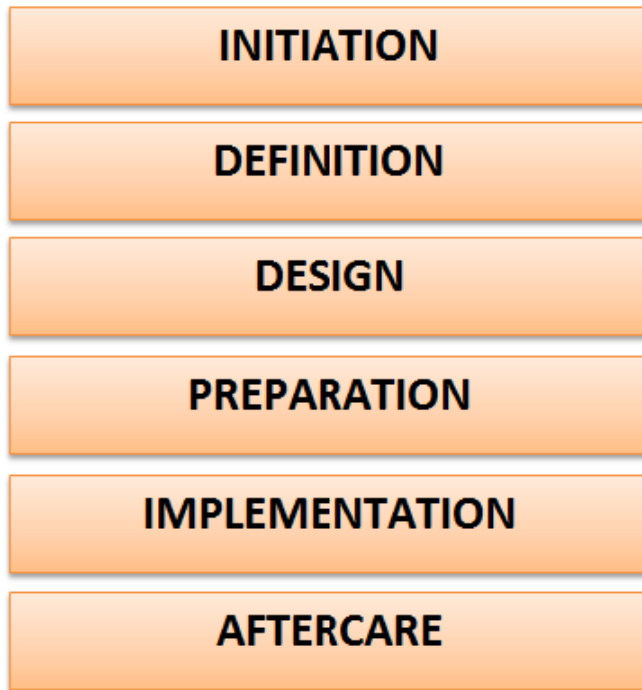 INITIATION
DEFINITION
DESIGN
PREPARATION
IMPLEMENTATION
AFTERCARE